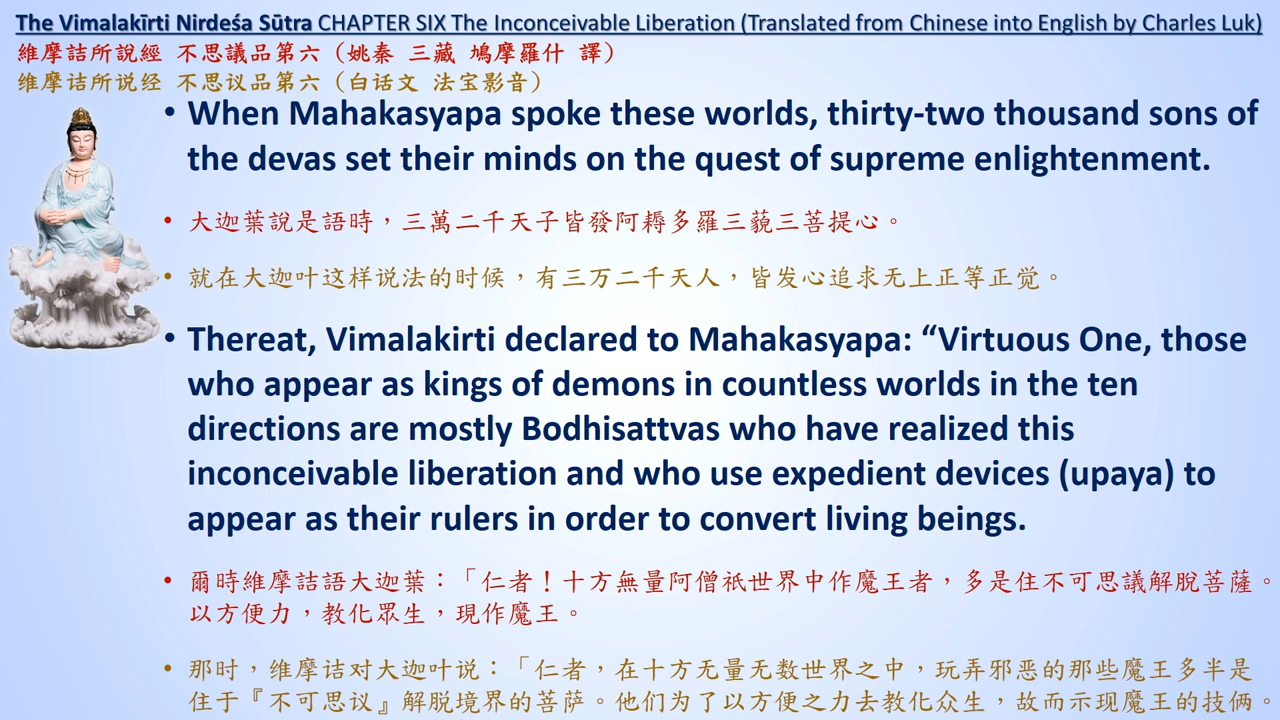 The Vimalakīrti Nirdeśa Sūtra CHAPTER SIX The Inconceivable Liberation (Translated from Chinese into English by Charles Luk)
維摩詰所說經 不思議品第六（姚秦 三藏 鳩摩羅什 譯）
维摩诘所说经 不思议品第六（白话文 法宝影音）
• When Mahakasyapa spoke these worlds, thirty-two thousand sons of
the devas set their minds on the quest of supreme enlightenment.
• 大迦葉說是語時，三萬二千天子皆發阿耨多羅三藐三菩提心。
• 就在大迦叶这样说法的时候，有三万二千天人，皆发心追求无上正等正觉。
• Thereat, Vimalakirti declared to Mahakasyapa: “Virtuous One, those
who appear as kings of demons in countless worlds in the ten
directions are mostly Bodhisattvas who have realized this
inconceivable liberation and who use expedient devices (upaya) to
appear as their rulers in order to convert living beings.
• 爾時維摩詰語大迦葉：「仁者！十方無量阿僧祇世界中作魔王者，多是住不可思議解脫菩薩。
以方便力，教化眾生，現作魔王。
• 那时，维摩诘对大迦叶说：「仁者，在十方无量无数世界之中，玩弄邪恶的那些魔王多半是
住于『不可思议』解脱境界的菩萨。他们为了以方便之力去教化众生，故而示现魔王的技俩。